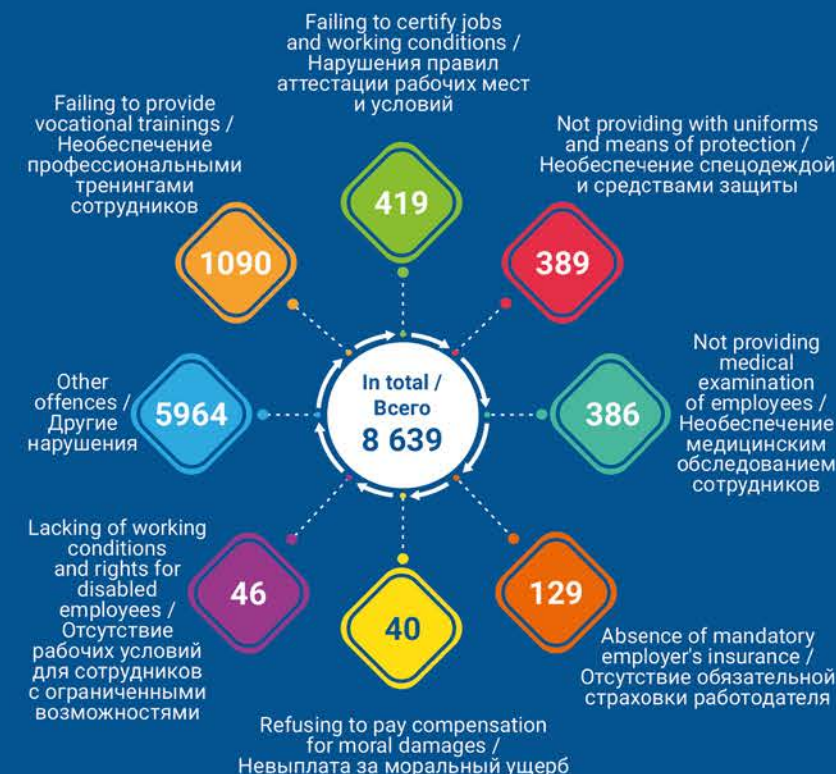 Failing to certify jobs
and working conditions /
Нарушения правил
аттестации рабочих мест
и условий
419
Not providing with uniforms
and means of protection /
Необеспечение спецодеждой
и средствами защиты
389
Not providing
medical
examination
of employees /
Необеспечение
медицинским
обследованием
сотрудников
386
Absence of mandatory
employer's insurance /
Отсутствие обязательной
страховки работодателя
129
Refusing to pay compensation
for moral damages /
Невыплата за моральный ущерб
40
Lacking of working
conditions
and rights for
disabled
employees /
Отсутствие
рабочих условий
для сотрудников
с ограниченными
возможностями
46
Other
offences /
Другие
нарушения
5964
Failing to provide
vocational trainings /
Необеспечение
профессиональными
тренингами
сотрудников
1090
In total /
Всего
8 639